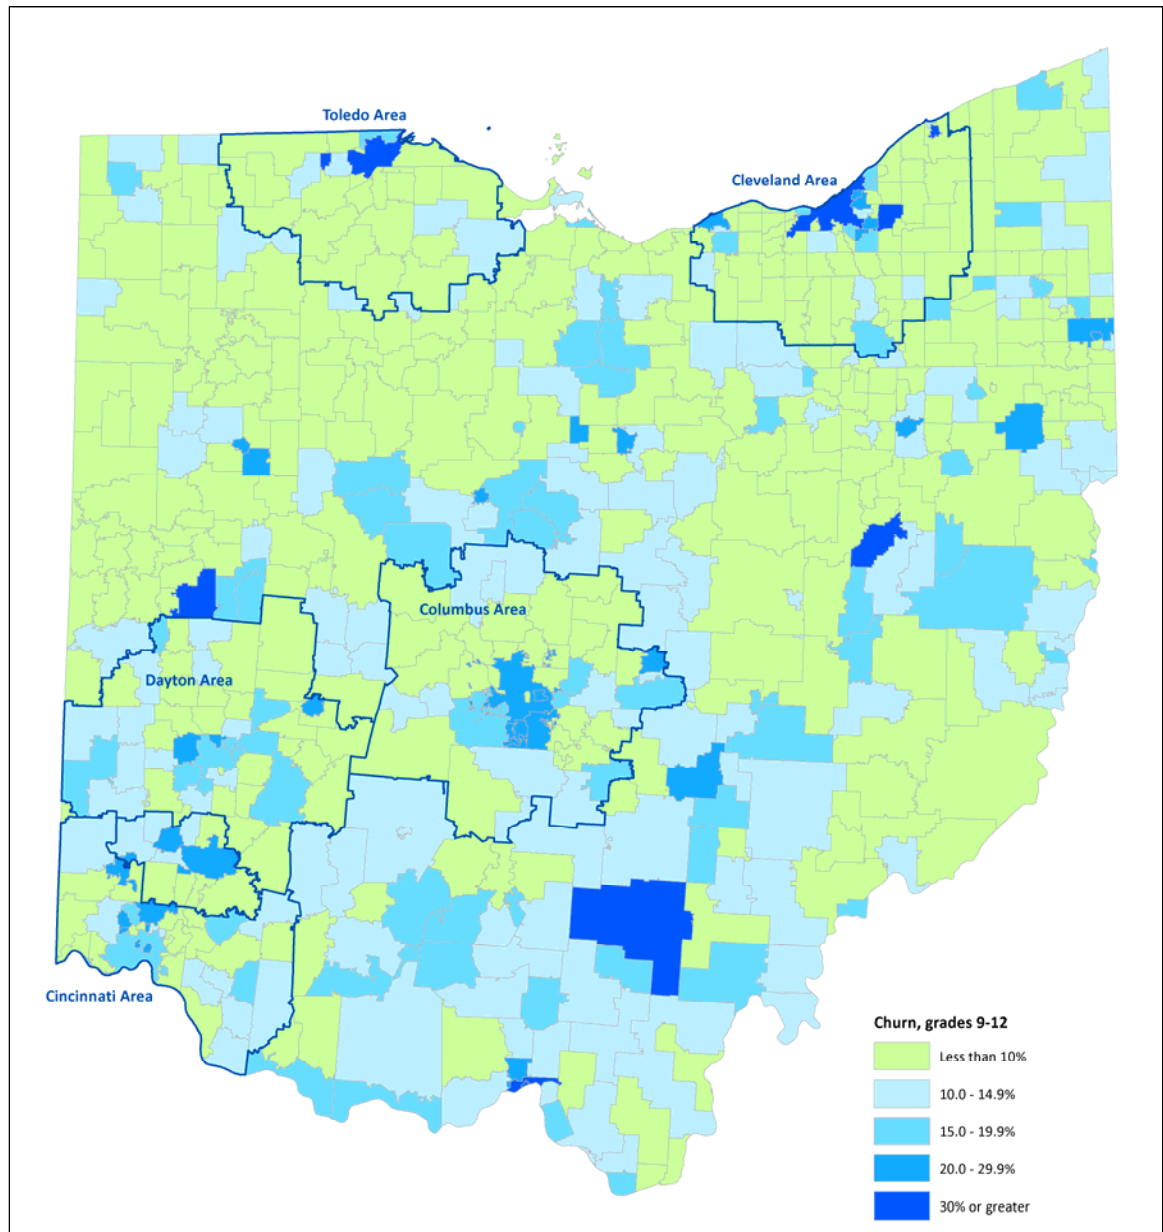 Toledo Area
Cleveland Area
Columbus Area
Dayton Area
Cincinnati Area
Churn, grades 9-12
Less than 10%
10.0 - 14.9%
15.0 - 19.9%
20.0 - 29.9%
30% or greater